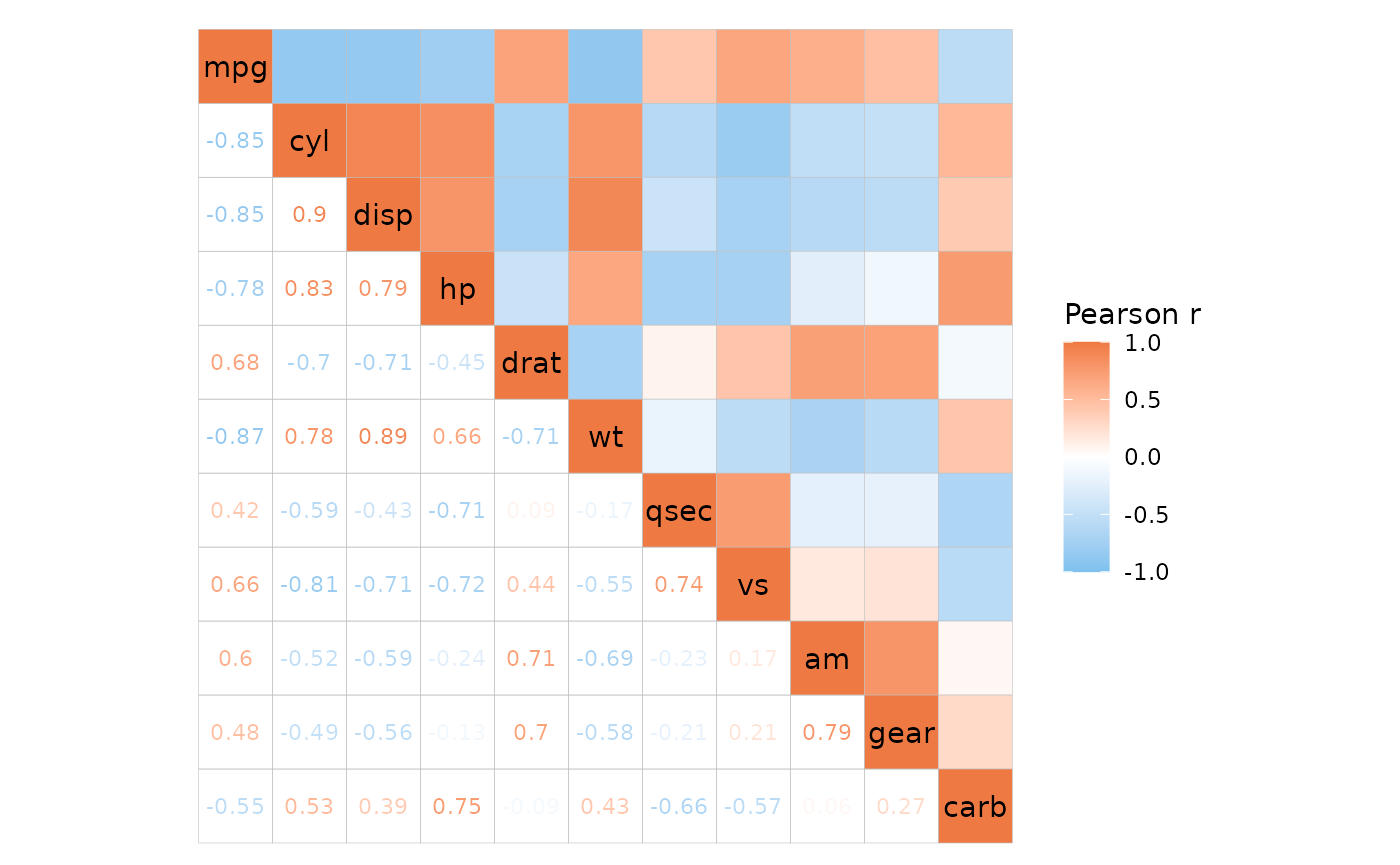 mpg
-0.85 cyl
-0.85 0.9 disp
-0.78 0.83 0.79 hp
0.68 -0.7 -0.71 -0.45 drat
-0.87 0.78 0.89 0.66 -0.71 wt
0.42 -0.59 -0.43 -0.71 0.09 -0.17 qsec
0.66 -0.81 -0.71 -0.72 0.44 -0.55 0.74 vs
0.6 -0.52 -0.59 -0.24 0.71 -0.69 -0.23 0.17 am
0.48 -0.49 -0.56 -0.13 0.7 -0.58 -0.21 0.21 0.79 gear
-0.55 0.53 0.39 0.75 -0.09 0.43 -0.66 -0.57 0.06 0.27 carb
Pearson r
1.0
0.5
0.0
-0.5
-1.0